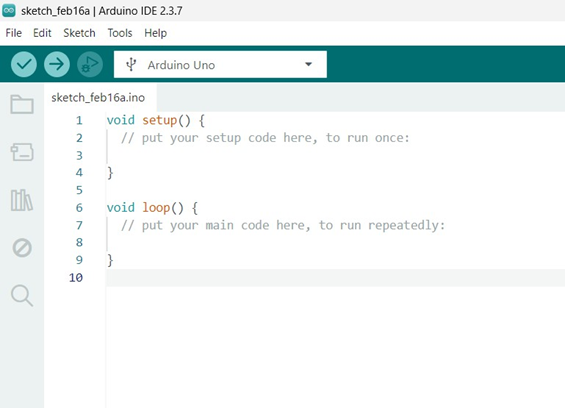 sketch_feb16a | Arduino IDE 2.3.7
File Edit Sketch Tools Help
Arduino Uno
sketch_feb16a.ino
1 void setup() {
2 // put your setup code here, to run once:
3
4 }
5
6 void loop() {
7 // put your main code here, to run repeatedly:
8
9 }
10